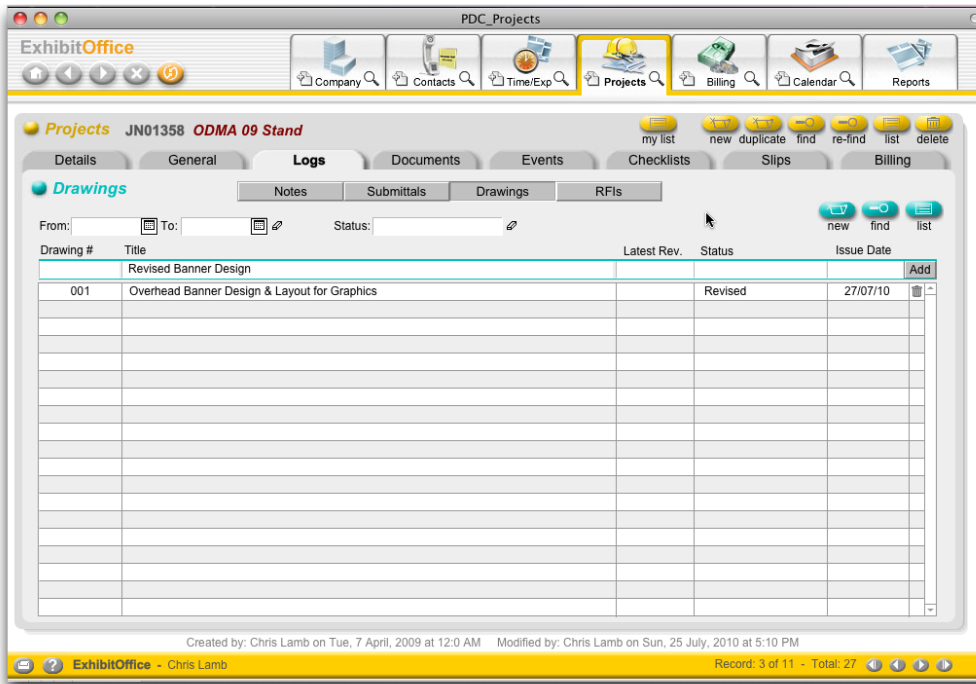 PDC_Projects
ExhibitOffice
Company Contacts Time/Exp Projects Billing Calendar Reports
Projects JN01358 ODMA 09 Stand
my list new duplicate find re-find list delete
Details General Logs Documents Events Checklists Slips Billing
Drawings
Notes Submittals Drawings RFIs
From: To: Status:
new find list
Drawing # Title Latest Rev. Status Issue Date
Revised Banner Design Add
001 Overhead Banner Design & Layout for Graphics Revised 27/07/10
Created by: Chris Lamb on Tue, 7 April, 2009 at 12:0 AM Modified by: Chris Lamb on Sun, 25 July, 2010 at 5:10 PM
ExhibitOffice - Chris Lamb Record: 3 of 11 - Total: 27